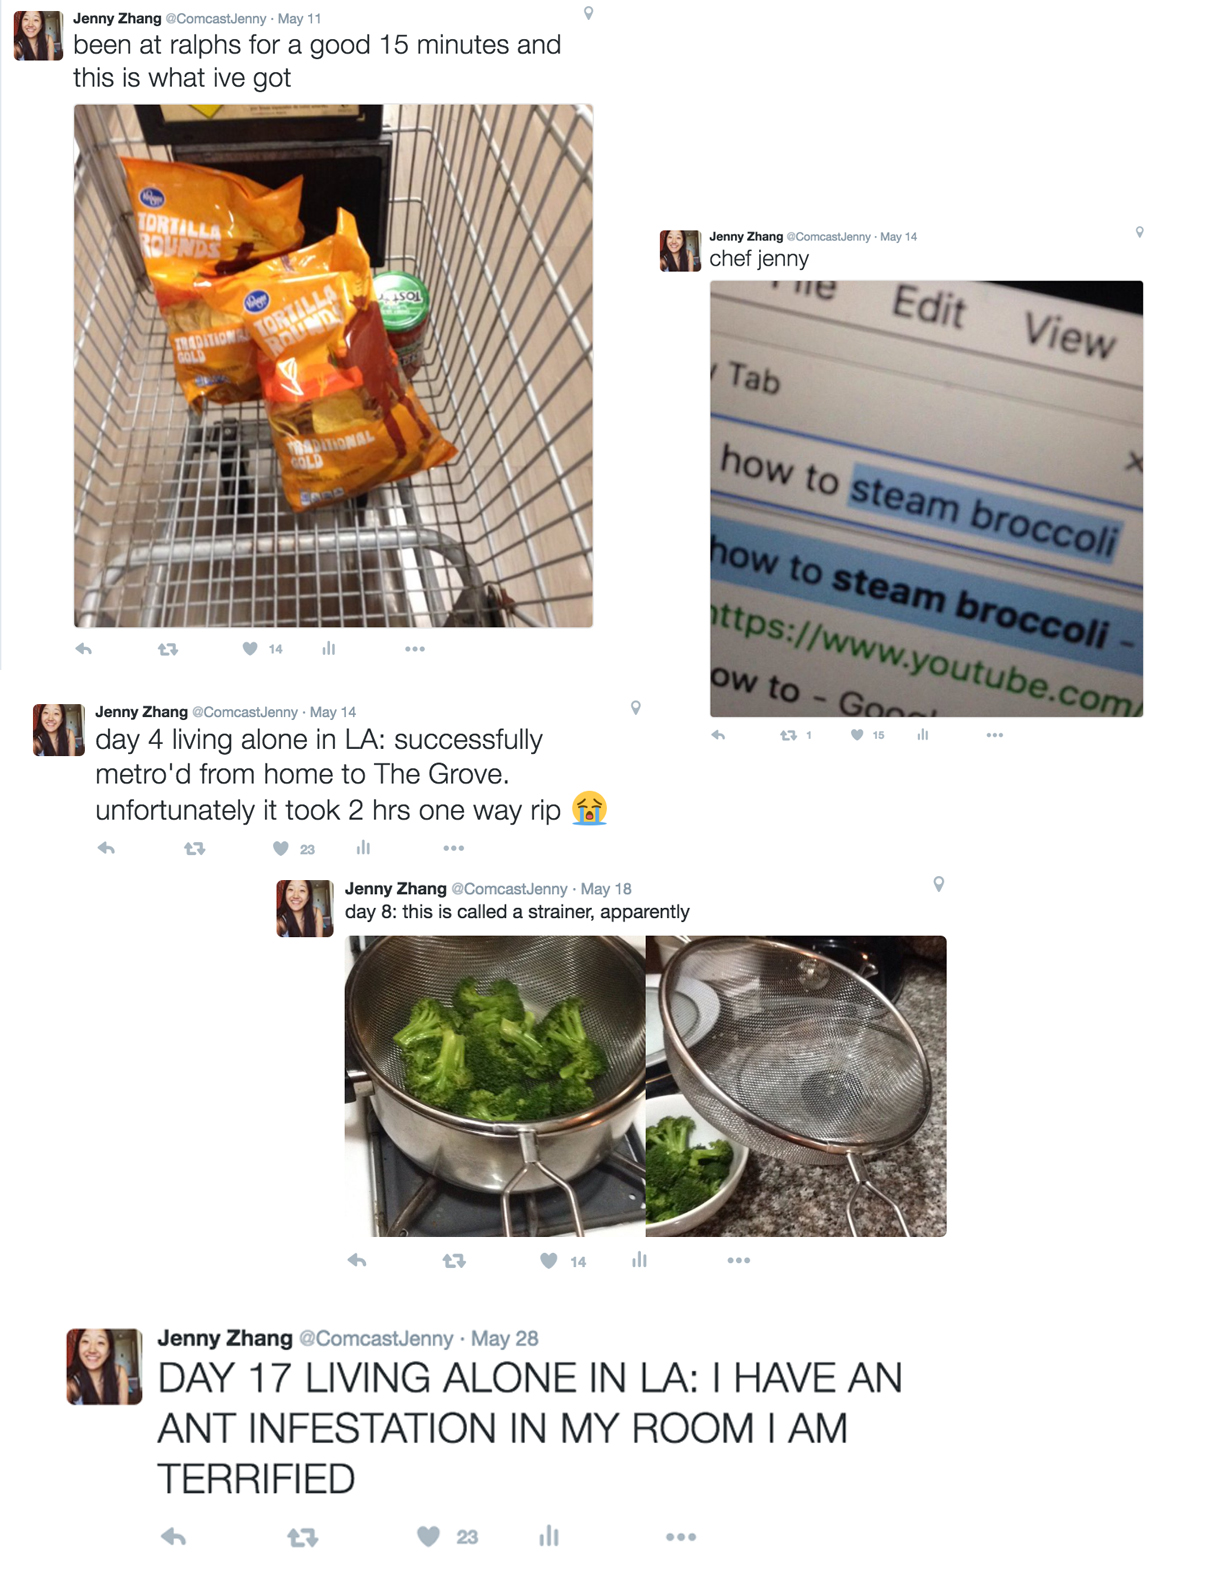 Jenny Zhang @ComcastJenny · May 11
been at ralphs for a good 15 minutes and
this is what ive got
Kroger
TORTILLA
ROUNDS
TRADITIONAL
GOLD
Kroger
TORTILLA
ROUNDS
TRADITIONAL
GOLD
14
Jenny Zhang @ComcastJenny · May 14
chef jenny
File Edit View
Tab
how to steam broccoli
how to steam broccoli -
https://www.youtube.com/
ow to - Goo
1 15
Jenny Zhang @ComcastJenny · May 14
day 4 living alone in LA: successfully
metro'd from home to The Grove.
unfortunately it took 2 hrs one way rip 😭
23
Jenny Zhang @ComcastJenny · May 18
day 8: this is called a strainer, apparently
14
Jenny Zhang @ComcastJenny · May 28
DAY 17 LIVING ALONE IN LA: I HAVE AN
ANT INFESTATION IN MY ROOM I AM
TERRIFIED
23